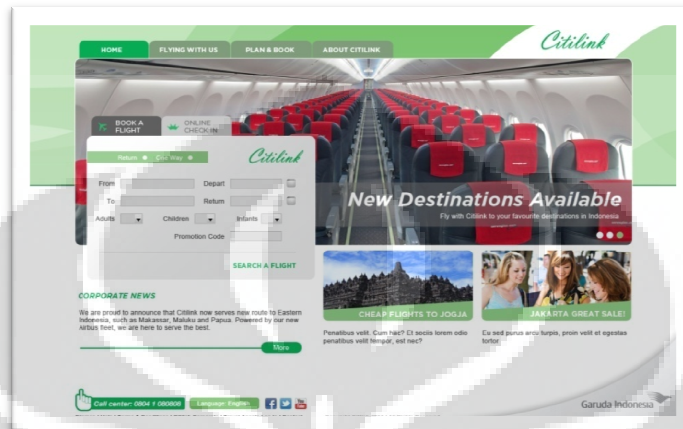 Citilink
HOME FLYING WITH US PLAN & BOOK ABOUT CITILINK
BOOK A FLIGHT
ONLINE CHECK IN
Return One Way
Citilink
From Depart
To Return
Adults Children Infants
Promotion Code
SEARCH A FLIGHT
New Destinations Available
Fly with Citilink to your favourite destinations in Indonesia
CORPORATE NEWS
We are proud to announce that Citilink now serves new route to Eastern
Indonesia, such as Makassar, Maluku and Papua. Powered by our new
Airbus fleet, we are here to serve the best.
More
CHEAP FLIGHTS TO JOGJA
Penatibus velit. Cum hac? Et sociis lorem odio
penatibus velit tempor, est nec?
JAKARTA GREAT SALE!
Eu sed purus arcu turpis, proin velit et egestas
tortor
Call center: 0804 1 080808
Language: English
You Tube
Garuda Indonesia